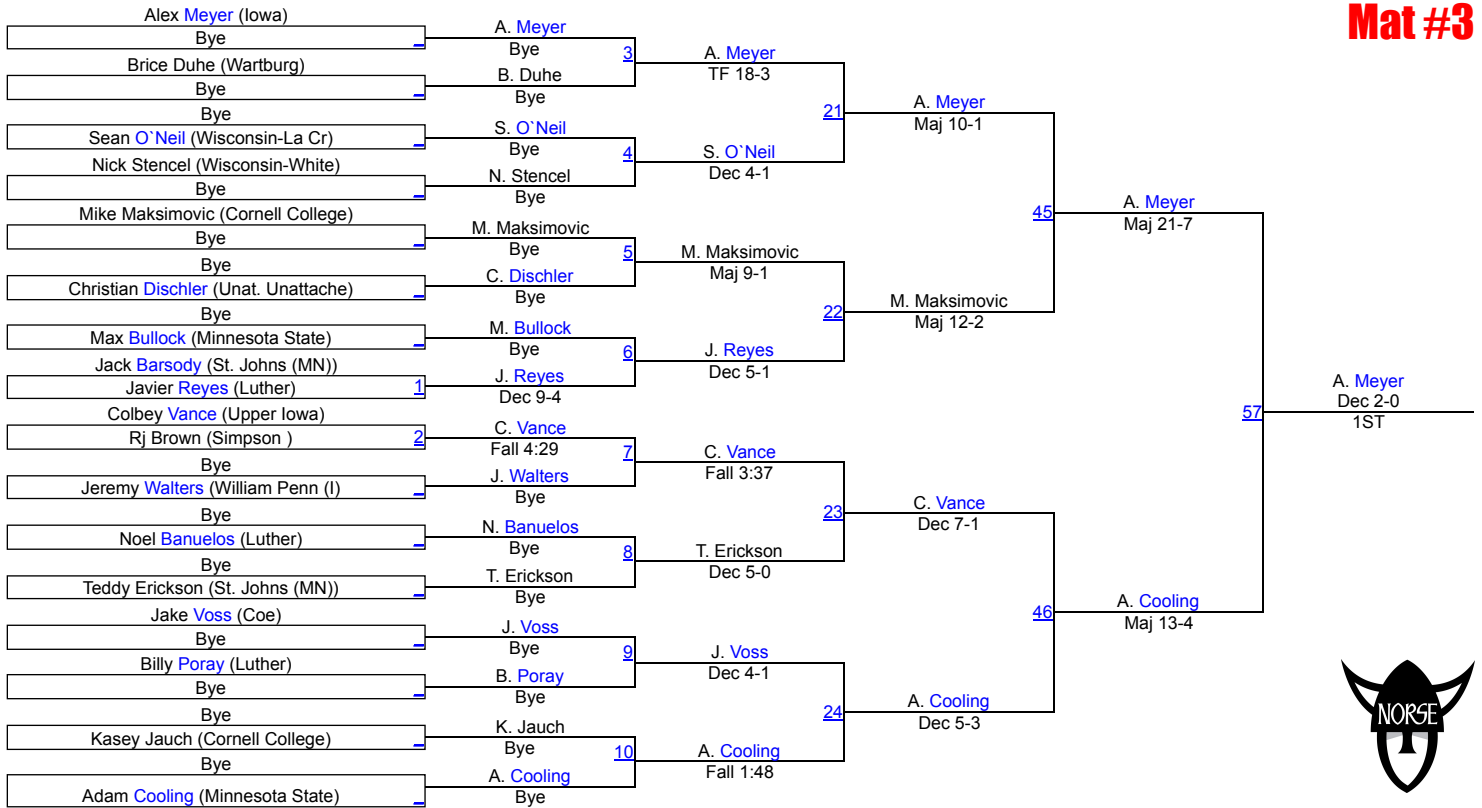 Mat #3
Alex Meyer (Iowa)
Bye
Brice Duhe (Wartburg)
Bye
Bye
Sean O`Neil (Wisconsin-La Cr)
Nick Stencel (Wisconsin-White)
Bye
Mike Maksimovic (Cornell College)
Bye
Bye
Christian Dischler (Unat. Unattache)
Bye
Max Bullock (Minnesota State)
Jack Barsody (St. Johns (MN))
Javier Reyes (Luther) 1
Colbey Vance (Upper Iowa)
Rj Brown (Simpson ) 2
Bye
Jeremy Walters (William Penn (I)
Bye
Noel Banuelos (Luther)
Bye
Teddy Erickson (St. Johns (MN))
Jake Voss (Coe)
Bye
Billy Poray (Luther)
Bye
Bye
Kasey Jauch (Cornell College)
Bye
Adam Cooling (Minnesota State)
A. Meyer
Bye
3
B. Duhe
Bye
S. O`Neil
Bye
4
N. Stencel
Bye
M. Maksimovic
Bye
5
C. Dischler
Bye
M. Bullock
Bye
6
J. Reyes
Dec 9-4
C. Vance
Fall 4:29
7
J. Walters
Bye
N. Banuelos
Bye
8
T. Erickson
Bye
J. Voss
Bye
9
B. Poray
Bye
K. Jauch
Bye
10
A. Cooling
Bye
A. Meyer
TF 18-3
21
S. O`Neil
Dec 4-1
M. Maksimovic
Maj 9-1
22
J. Reyes
Dec 5-1
C. Vance
Fall 3:37
23
T. Erickson
Dec 5-0
J. Voss
Dec 4-1
24
A. Cooling
Fall 1:48
A. Meyer
Maj 10-1
45
M. Maksimovic
Maj 12-2
C. Vance
Dec 7-1
46
A. Cooling
Dec 5-3
A. Meyer
Maj 21-7
57
A. Cooling
Maj 13-4
A. Meyer
Dec 2-0
1ST
NORSE